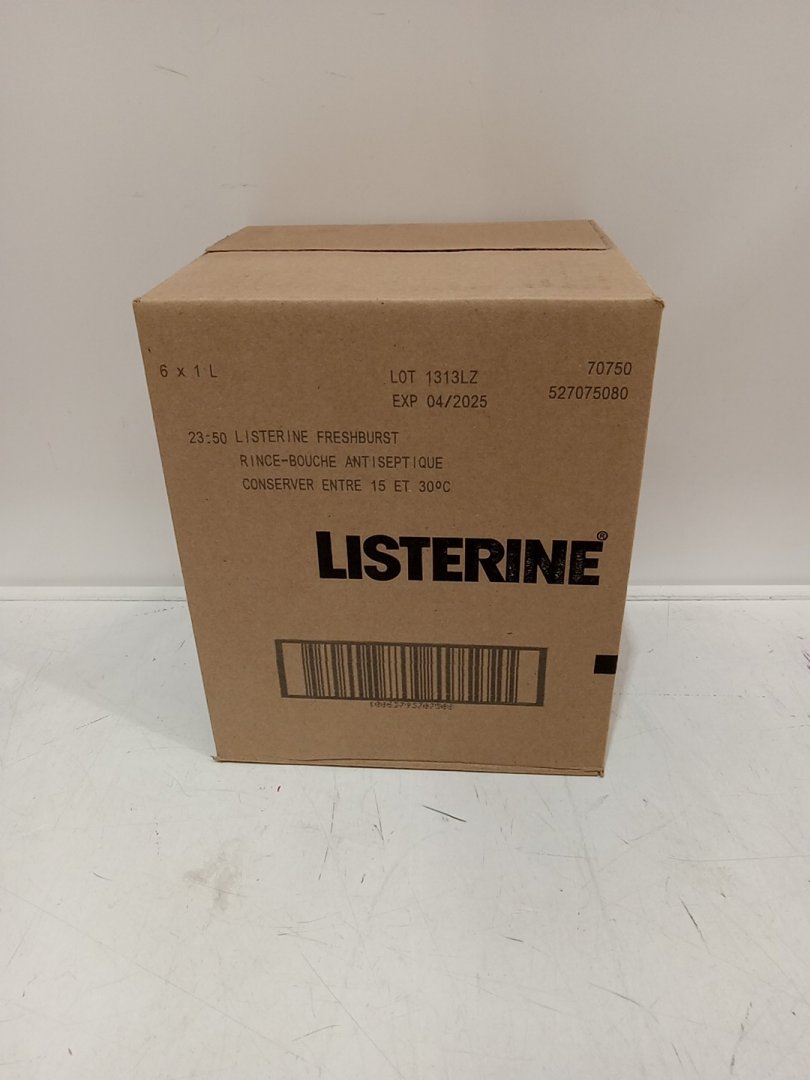 6 x 1 L
LOT 1313LZ
EXP 04/2025
70750
527075080
23:50 LISTERINE FRESHBURST
RINCE-BOUCHE ANTISEPTIQUE
CONSERVER ENTRE 15 ET 30ºC
LISTERINE®